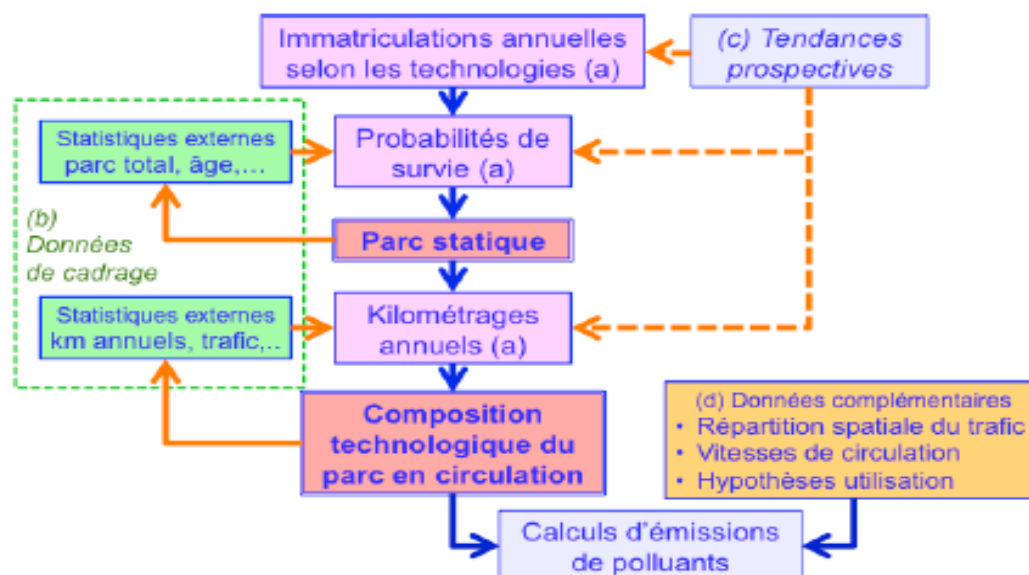 Immatriculations annuelles
selon les technologies (a)
(c) Tendances
prospectives
Statistiques externes
parc total, âge,...
Probabilités de
survie (a)
(b)
Données
de cadrage
Parc statique
Statistiques externes
km annuels, trafic,..
Kilométrages
annuels (a)
Composition
technologique du
parc en circulation
(d) Données complémentaires
• Répartition spatiale du trafic
• Vitesses de circulation
• Hypothèses utilisation
Calculs d'émissions
de polluants